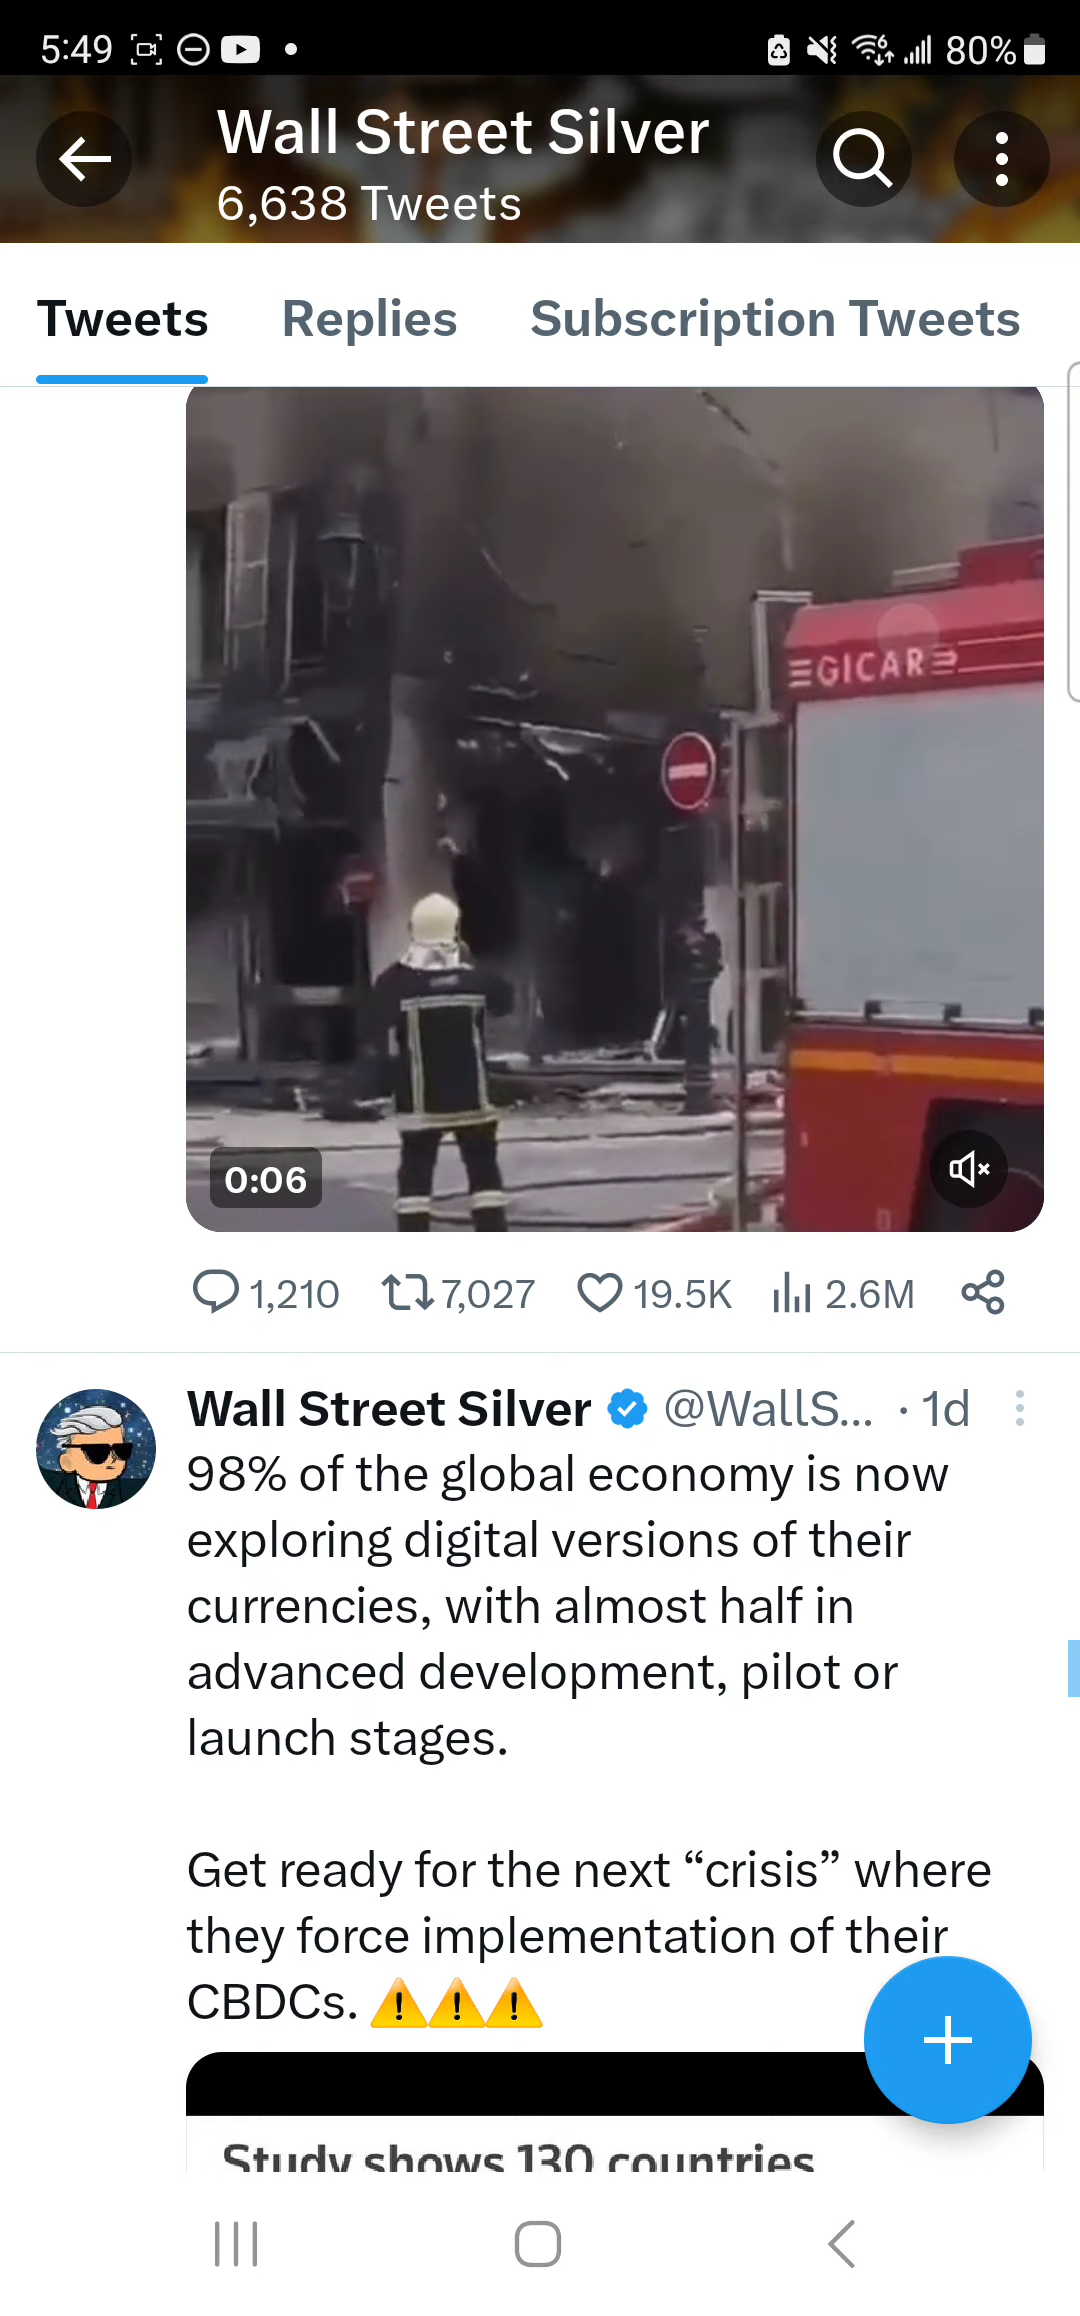 5:49
80%
Wall Street Silver
6,638 Tweets
Tweets Replies Subscription Tweets
GICAR
0:06
1,210 7,027 19.5K 2.6M
Wall Street Silver @WallS... · 1d
98% of the global economy is now
exploring digital versions of their
currencies, with almost half in
advanced development, pilot or
launch stages.
Get ready for the next “crisis” where
they force implementation of their
CBDCs. ⚠️⚠️⚠️
Study shows 130 countries